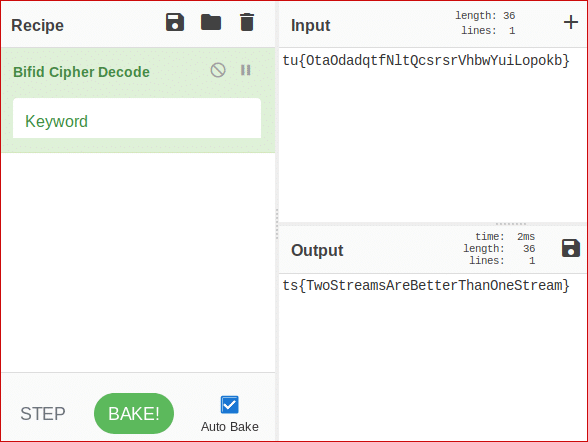 Recipe
Bifid Cipher Decode
Keyword
STEP
BAKE!
Auto Bake
Input
length: 36
lines: 1
tu{OtaOdadqtfNltQcsrsrVhbwYuiLopokb}
Output
time: 2ms
length: 36
lines: 1
ts{TwoStreamsAreBetterThanOneStream}